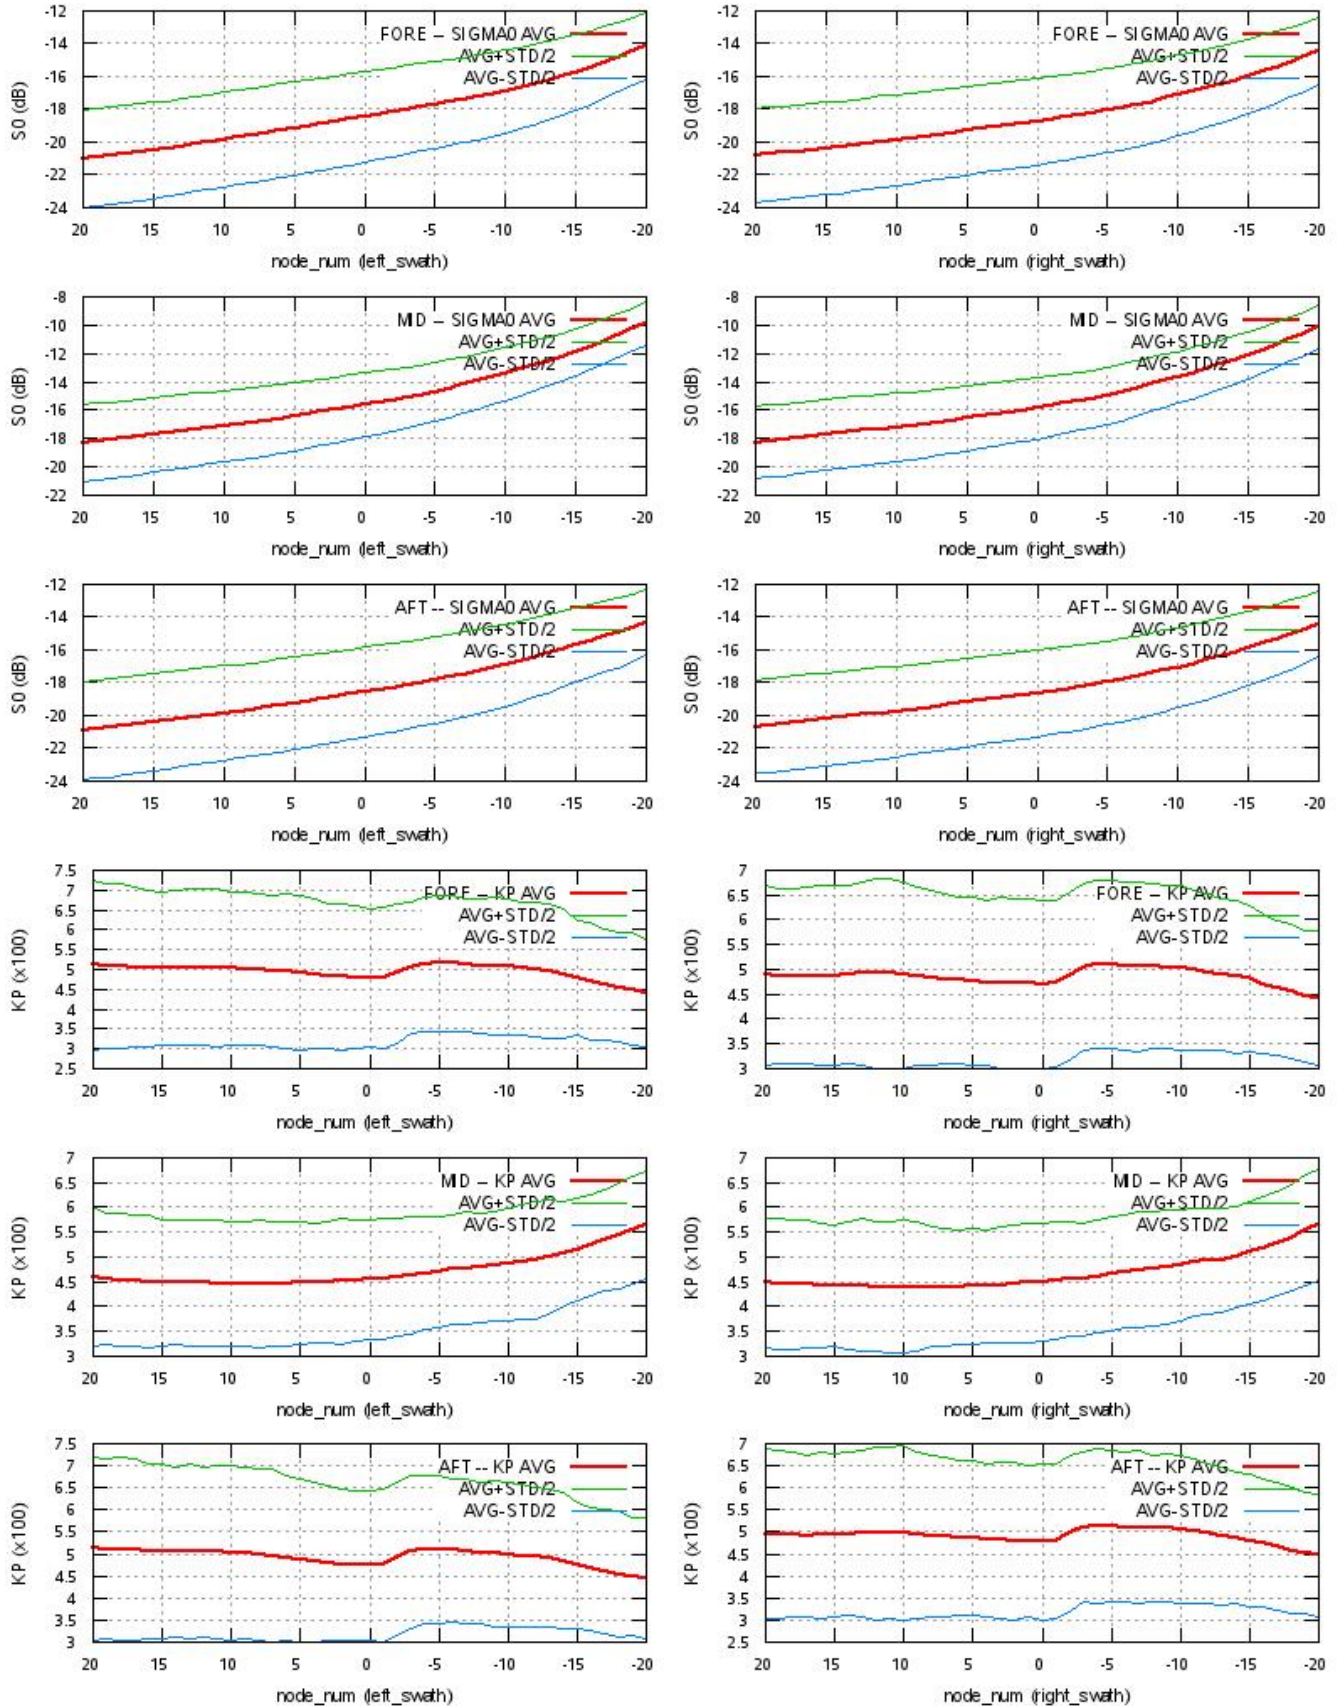 FORE -- SIGMA0 AVG
AVG+STD/2
AVG-STD/2
S0 (dB)
-12
-14
-16
-18
-20
-22
-24
20 15 10 5 0 -5 -10 -15 -20
node_num (left_swath)
FORE -- SIGMA0 AVG
AVG+STD/2
AVG-STD/2
S0 (dB)
-12
-14
-16
-18
-20
-22
-24
20 15 10 5 0 -5 -10 -15 -20
node_num (right_swath)
MID -- SIGMA0 AVG
AVG+STD/2
AVG-STD/2
S0 (dB)
-8
-10
-12
-14
-16
-18
-20
-22
20 15 10 5 0 -5 -10 -15 -20
node_num (left_swath)
MID -- SIGMA0 AVG
AVG+STD/2
AVG-STD/2
S0 (dB)
-8
-10
-12
-14
-16
-18
-20
-22
20 15 10 5 0 -5 -10 -15 -20
node_num (right_swath)
AFT -- SIGMA0 AVG
AVG+STD/2
AVG-STD/2
S0 (dB)
-12
-14
-16
-18
-20
-22
-24
20 15 10 5 0 -5 -10 -15 -20
node_num (left_swath)
AFT -- SIGMA0 AVG
AVG+STD/2
AVG-STD/2
S0 (dB)
-12
-14
-16
-18
-20
-22
-24
20 15 10 5 0 -5 -10 -15 -20
node_num (right_swath)
FORE -- KP AVG
AVG+STD/2
AVG-STD/2
KP (x100)
7.5
7
6.5
6
5.5
5
4.5
4
3.5
3
2.5
20 15 10 5 0 -5 -10 -15 -20
node_num (left_swath)
FORE -- KP AVG
AVG+STD/2
AVG-STD/2
KP (x100)
7
6.5
6
5.5
5
4.5
4
3.5
3
20 15 10 5 0 -5 -10 -15 -20
node_num (right_swath)
MID -- KP AVG
AVG+STD/2
AVG-STD/2
KP (x100)
7
6.5
6
5.5
5
4.5
4
3.5
3
20 15 10 5 0 -5 -10 -15 -20
node_num (left_swath)
MID -- KP AVG
AVG+STD/2
AVG-STD/2
KP (x100)
7
6.5
6
5.5
5
4.5
4
3.5
3
20 15 10 5 0 -5 -10 -15 -20
node_num (right_swath)
AFT -- KP AVG
AVG+STD/2
AVG-STD/2
KP (x100)
7.5
7
6.5
6
5.5
5
4.5
4
3.5
3
20 15 10 5 0 -5 -10 -15 -20
node_num (left_swath)
AFT -- KP AVG
AVG+STD/2
AVG-STD/2
KP (x100)
7
6.5
6
5.5
5
4.5
4
3.5
3
2.5
20 15 10 5 0 -5 -10 -15 -20
node_num (right_swath)